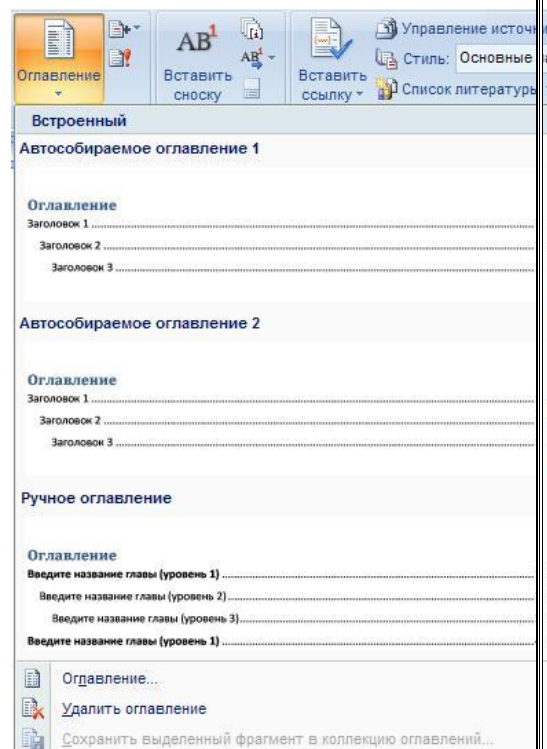 Оглавление
AB¹
Вставить сноску
AB¹
[i]
Вставить ссылку
Управление источни
Стиль: Основные
Список литературы
Встроенный
Автособираемое оглавление 1
Оглавление
Заголовок 1
Заголовок 2
Заголовок 3
Автособираемое оглавление 2
Оглавление
Заголовок 1
Заголовок 2
Заголовок 3
Ручное оглавление
Оглавление
Введите название главы (уровень 1)
Введите название главы (уровень 2)
Введите название главы (уровень 3)
Введите название главы (уровень 1)
Оглавление...
Удалить оглавление
Сохранить выделенный фрагмент в коллекцию оглавлений...